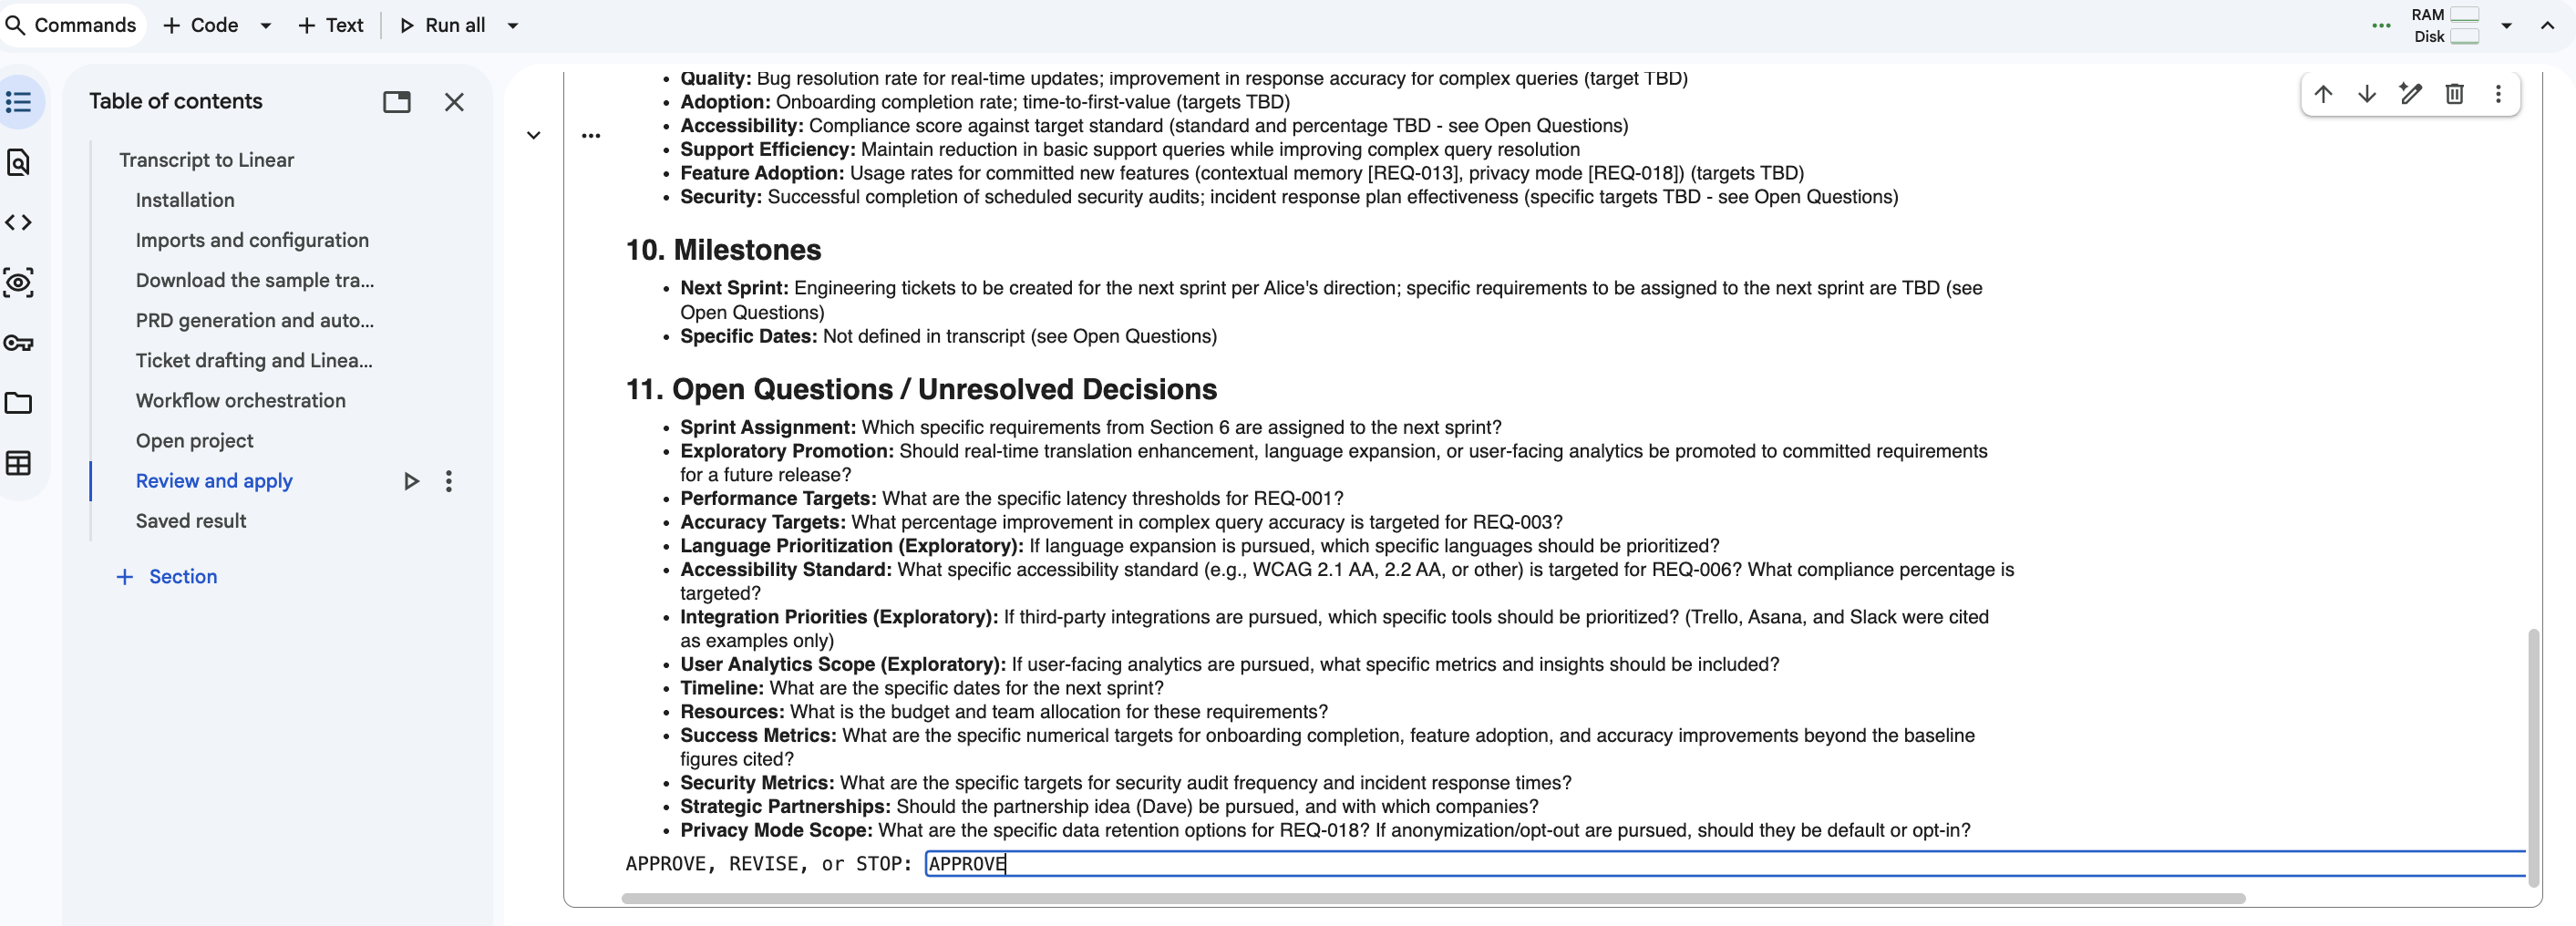 Commands
+ Code
+ Text
Run all
RAM
Disk
Table of contents
Transcript to Linear
Installation
Imports and configuration
Download the sample tra...
PRD generation and auto...
Ticket drafting and Linea...
Workflow orchestration
Open project
Review and apply
Saved result
+ Section
• Quality: Bug resolution rate for real-time updates; improvement in response accuracy for complex queries (target TBD)
• Adoption: Onboarding completion rate; time-to-first-value (targets TBD)
• Accessibility: Compliance score against target standard (standard and percentage TBD - see Open Questions)
• Support Efficiency: Maintain reduction in basic support queries while improving complex query resolution
• Feature Adoption: Usage rates for committed new features (contextual memory [REQ-013], privacy mode [REQ-018]) (targets TBD)
• Security: Successful completion of scheduled security audits; incident response plan effectiveness (specific targets TBD - see Open Questions)
10. Milestones
• Next Sprint: Engineering tickets to be created for the next sprint per Alice's direction; specific requirements to be assigned to the next sprint are TBD (see
Open Questions)
• Specific Dates: Not defined in transcript (see Open Questions)
11. Open Questions / Unresolved Decisions
• Sprint Assignment: Which specific requirements from Section 6 are assigned to the next sprint?
• Exploratory Promotion: Should real-time translation enhancement, language expansion, or user-facing analytics be promoted to committed requirements
for a future release?
• Performance Targets: What are the specific latency thresholds for REQ-001?
• Accuracy Targets: What percentage improvement in complex query accuracy is targeted for REQ-003?
• Language Prioritization (Exploratory): If language expansion is pursued, which specific languages should be prioritized?
• Accessibility Standard: What specific accessibility standard (e.g., WCAG 2.1 AA, 2.2 AA, or other) is targeted for REQ-006? What compliance percentage is
targeted?
• Integration Priorities (Exploratory): If third-party integrations are pursued, which specific tools should be prioritized? (Trello, Asana, and Slack were cited
as examples only)
• User Analytics Scope (Exploratory): If user-facing analytics are pursued, what specific metrics and insights should be included?
• Timeline: What are the specific dates for the next sprint?
• Resources: What is the budget and team allocation for these requirements?
• Success Metrics: What are the specific numerical targets for onboarding completion, feature adoption, and accuracy improvements beyond the baseline
figures cited?
• Security Metrics: What are the specific targets for security audit frequency and incident response times?
• Strategic Partnerships: Should the partnership idea (Dave) be pursued, and with which companies?
• Privacy Mode Scope: What are the specific data retention options for REQ-018? If anonymization/opt-out are pursued, should they be default or opt-in?
APPROVE, REVISE, or STOP: APPROVE